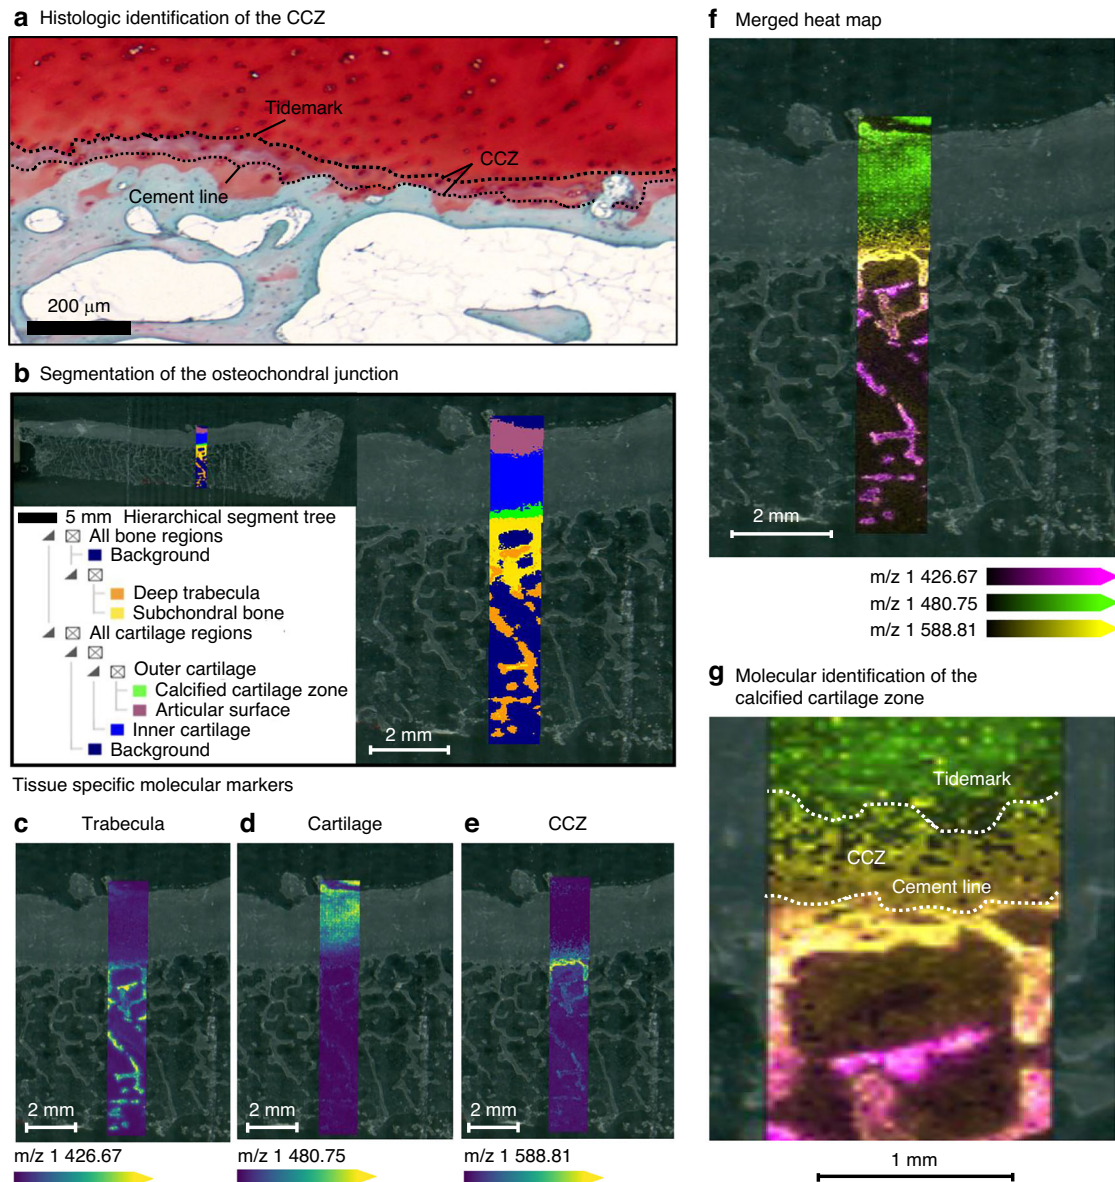 a Histologic identification of the CCZ
Tidemark
CCZ
Cement line
200 μm
b Segmentation of the osteochondral junction
5 mm Hierarchical segment tree
All bone regions
Background
Deep trabecula
Subchondral bone
All cartilage regions
Outer cartilage
Calcified cartilage zone
Articular surface
Inner cartilage
Background
2 mm
Tissue specific molecular markers
c Trabecula
2 mm
m/z 1 426.67
d Cartilage
2 mm
m/z 1 480.75
e CCZ
2 mm
m/z 1 588.81
f Merged heat map
2 mm
m/z 1 426.67
m/z 1 480.75
m/z 1 588.81
g Molecular identification of the
calcified cartilage zone
Tidemark
CCZ
Cement line
1 mm